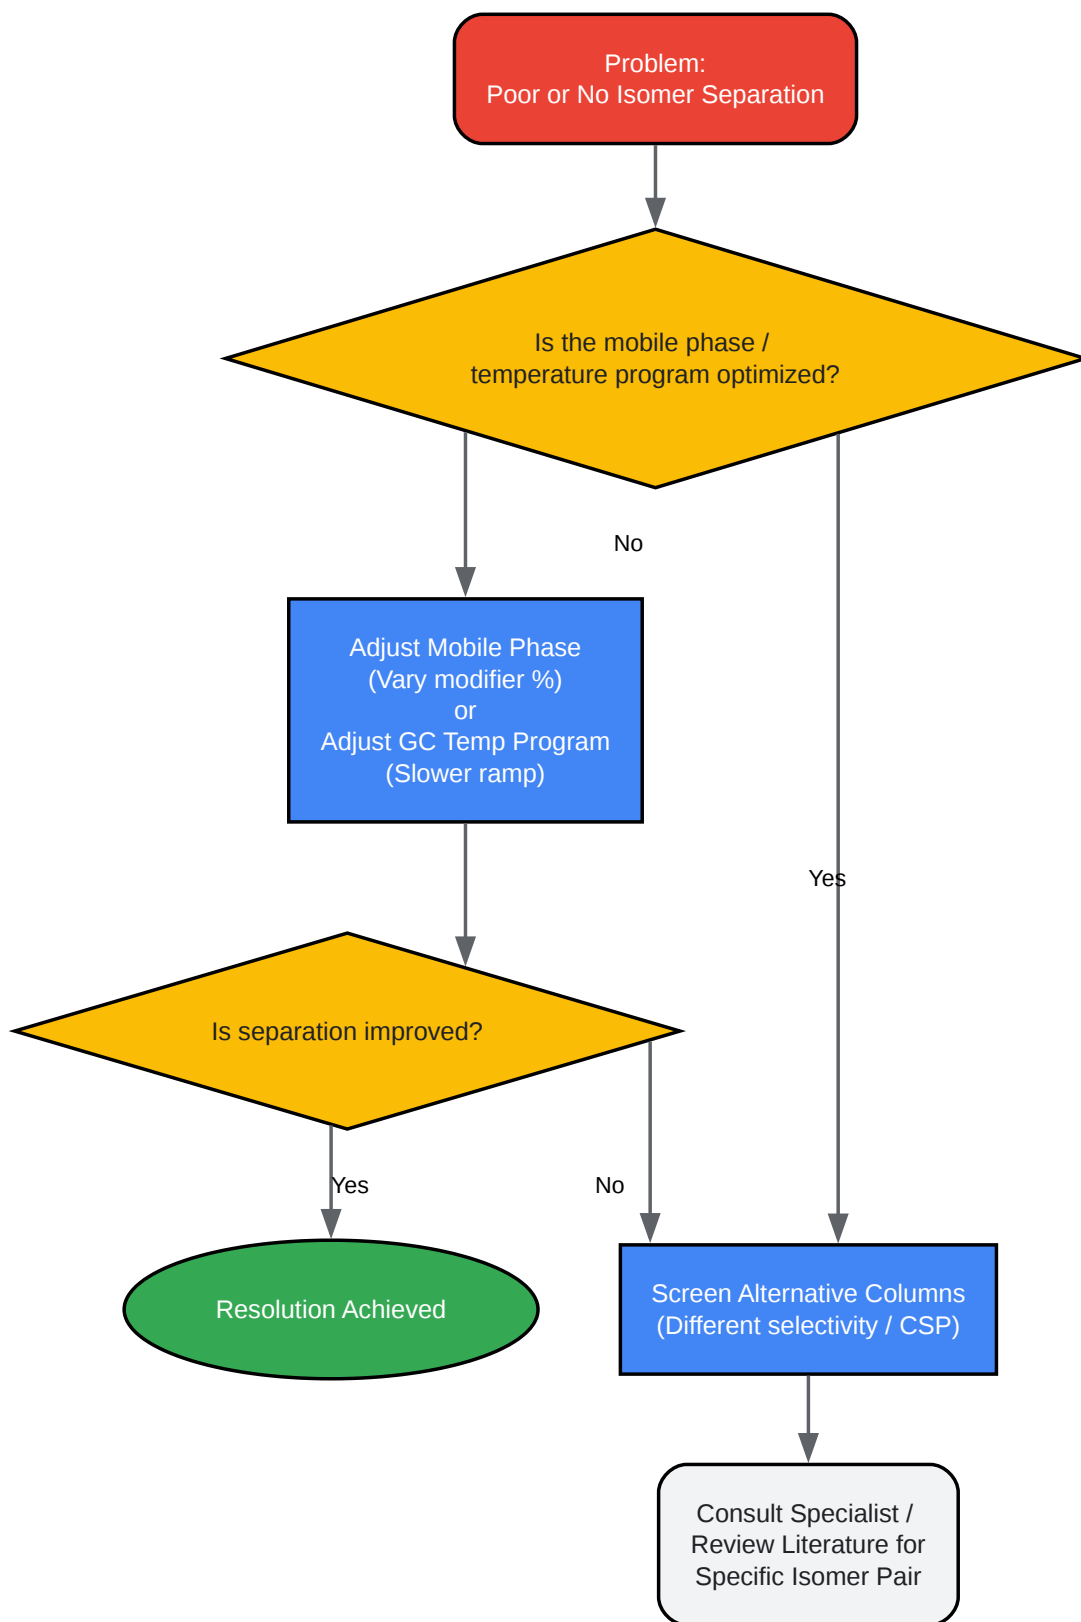 Problem:
Poor or No Isomer Separation
Is the mobile phase /
temperature program optimized?
No
Adjust Mobile Phase
(Vary modifier %)
or
Adjust GC Temp Program
(Slower ramp)
Yes
Is separation improved?
Yes
No
Resolution Achieved
Screen Alternative Columns
(Different selectivity / CSP)
Consult Specialist /
Review Literature for
Specific Isomer Pair